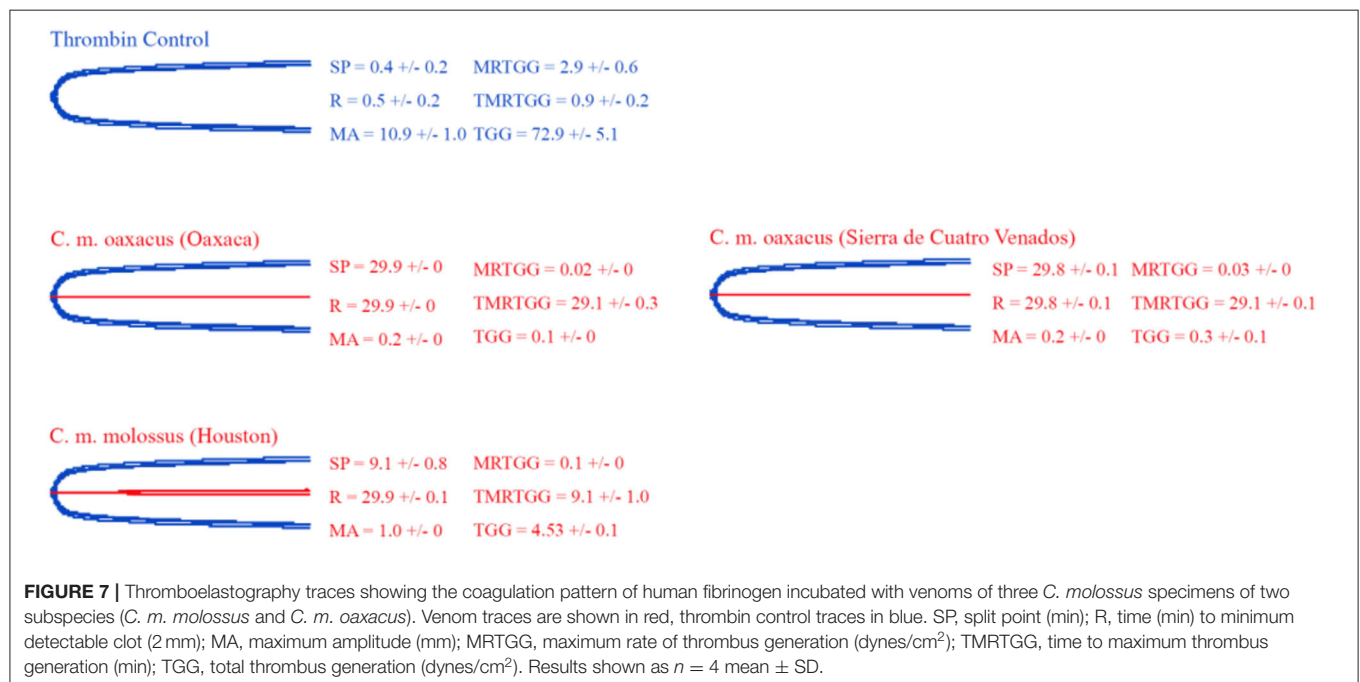 Thrombin Control
SP = 0.4 +/- 0.2 MRTGG = 2.9 +/- 0.6
R = 0.5 +/- 0.2 TMRTGG = 0.9 +/- 0.2
MA = 10.9 +/- 1.0 TGG = 72.9 +/- 5.1
C. m. oaxacus (Oaxaca)
SP = 29.9 +/- 0 MRTGG = 0.02 +/- 0
R = 29.9 +/- 0 TMRTGG = 29.1 +/- 0.3
MA = 0.2 +/- 0 TGG = 0.1 +/- 0
C. m. oaxacus (Sierra de Cuatro Venados)
SP = 29.8 +/- 0.1 MRTGG = 0.03 +/- 0
R = 29.8 +/- 0.1 TMRTGG = 29.1 +/- 0.1
MA = 0.2 +/- 0 TGG = 0.3 +/- 0.1
C. m. molossus (Houston)
SP = 9.1 +/- 0.8 MRTGG = 0.1 +/- 0
R = 29.9 +/- 0.1 TMRTGG = 9.1 +/- 1.0
MA = 1.0 +/- 0 TGG = 4.53 +/- 0.1
FIGURE 7 | Thromboelastography traces showing the coagulation pattern of human fibrinogen incubated with venoms of three C. molossus specimens of two
subspecies (C. m. molossus and C. m. oaxacus). Venom traces are shown in red, thrombin control traces in blue. SP, split point (min); R, time (min) to minimum
detectable clot (2 mm); MA, maximum amplitude (mm); MRTGG, maximum rate of thrombus generation (dynes/cm²); TMRTGG, time to maximum thrombus
generation (min); TGG, total thrombus generation (dynes/cm²). Results shown as n = 4 mean ± SD.